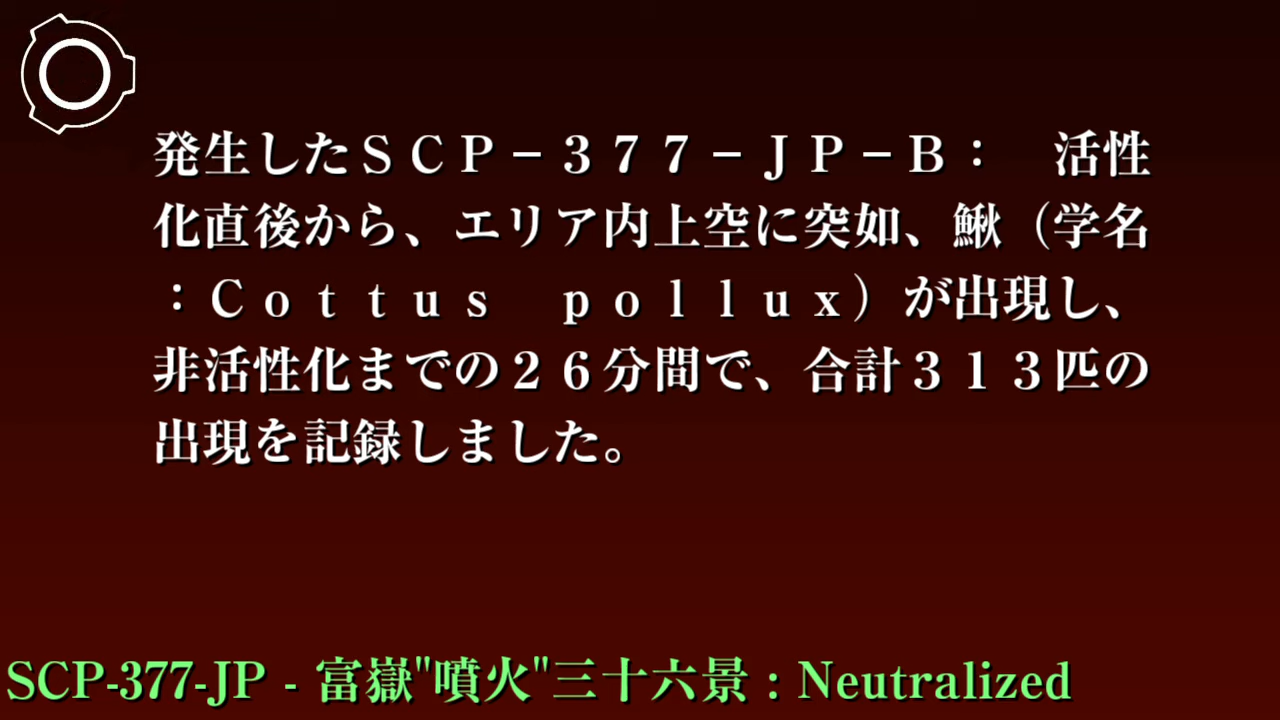 発生したＳＣＰ－３７７－ＪＰ－Ｂ：　活性
化直後から、エリア内上空に突如、鰍（学名
：Ｃｏｔｔｕｓ　ｐｏｌｌｕｘ）が出現し、
非活性化までの２６分間で、合計３１３匹の
出現を記録しました。
SCP-377-JP - 富嶽"噴火"三十六景：Neutralized